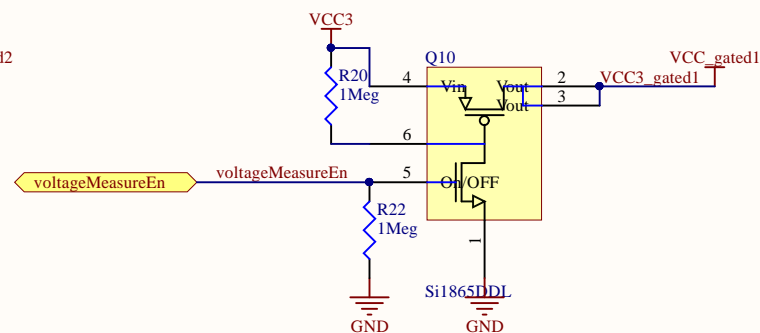 VCC3
d2
Q10
VCC_gated1
R20
1Meg
4
Vin
Vout
2
VCC3_gated1
Vout
3
6
voltageMeasureEn
voltageMeasureEn
5
On/OFF
R22
1Meg
1
Si1865DDL
GND
GND